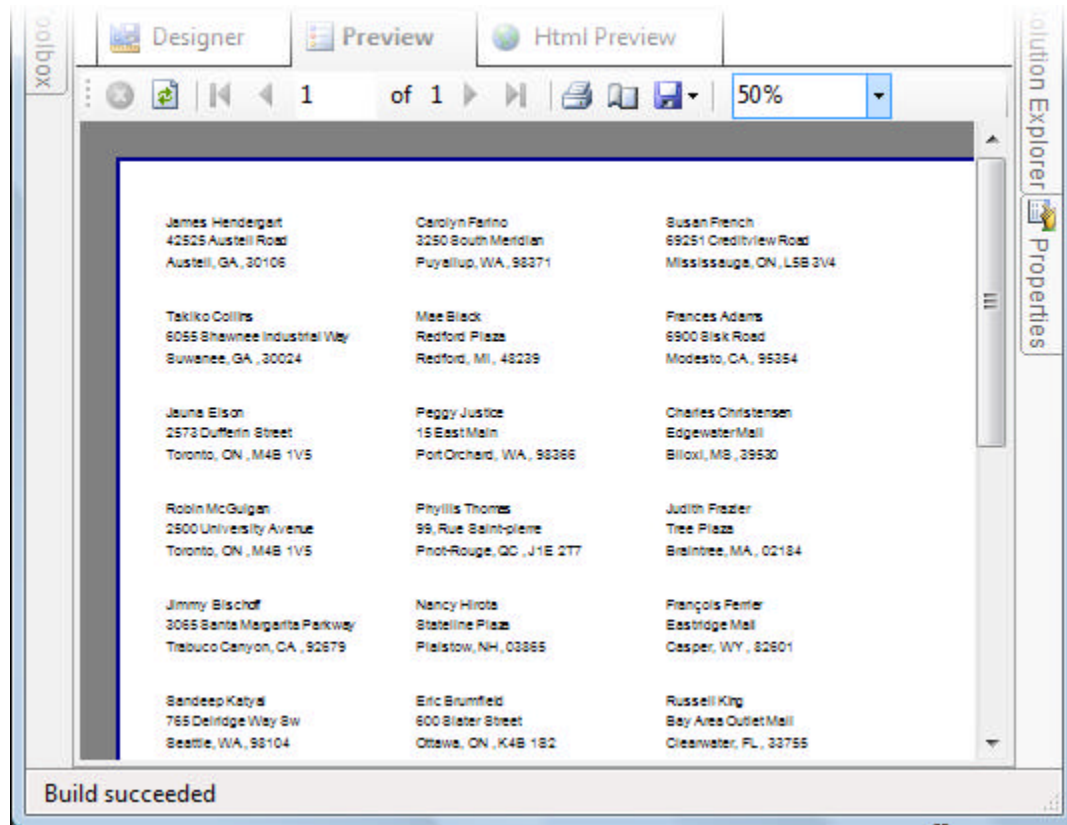 Toolbox
Designer
Preview
Html Preview
1 of 1
50%
Solution Explorer
Properties
James Hendergart
42525 Austell Road
Austell, GA , 30106
Carolyn Farino
3250 South Meridian
Puyallup, WA , 98371
Susan French
69251 Creditview Road
Mississauga, ON , L5B 3V4
Takiko Collins
6055 Shawnee Industrial Way
Suwanee, GA , 30024
Mae Black
Redford Plaza
Redford, MI , 48239
Frances Adams
6900 Sisk Road
Modesto, CA , 95354
Jauna Elson
2573 Dufferin Street
Toronto, ON , M4B 1V5
Peggy Justice
15 East Main
Port Orchard, WA , 98366
Charles Christensen
Edgewater Mall
Biloxi, MS , 39530
Robin McGuigan
2500 University Avenue
Toronto, ON , M4B 1V5
Phyllis Thomas
99, Rue Saint-pierre
Pnot-Rouge, QC , J1E 2T7
Judith Frazier
Tree Plaza
Braintree, MA , 02184
Jimmy Bischoff
3065 Santa Margarita Parkway
Trabuco Canyon, CA , 92679
Nancy Hirota
Stateline Plaza
Plaistow, NH , 03865
François Ferrier
Eastridge Mall
Casper, WY , 82601
Sandeep Katyal
765 Delridge Way Sw
Seattle, WA , 98104
Eric Brumfield
600 Slater Street
Ottawa, ON , K4B 1S2
Russell King
Bay Area Outlet Mall
Clearwater, FL , 33755
Build succeeded